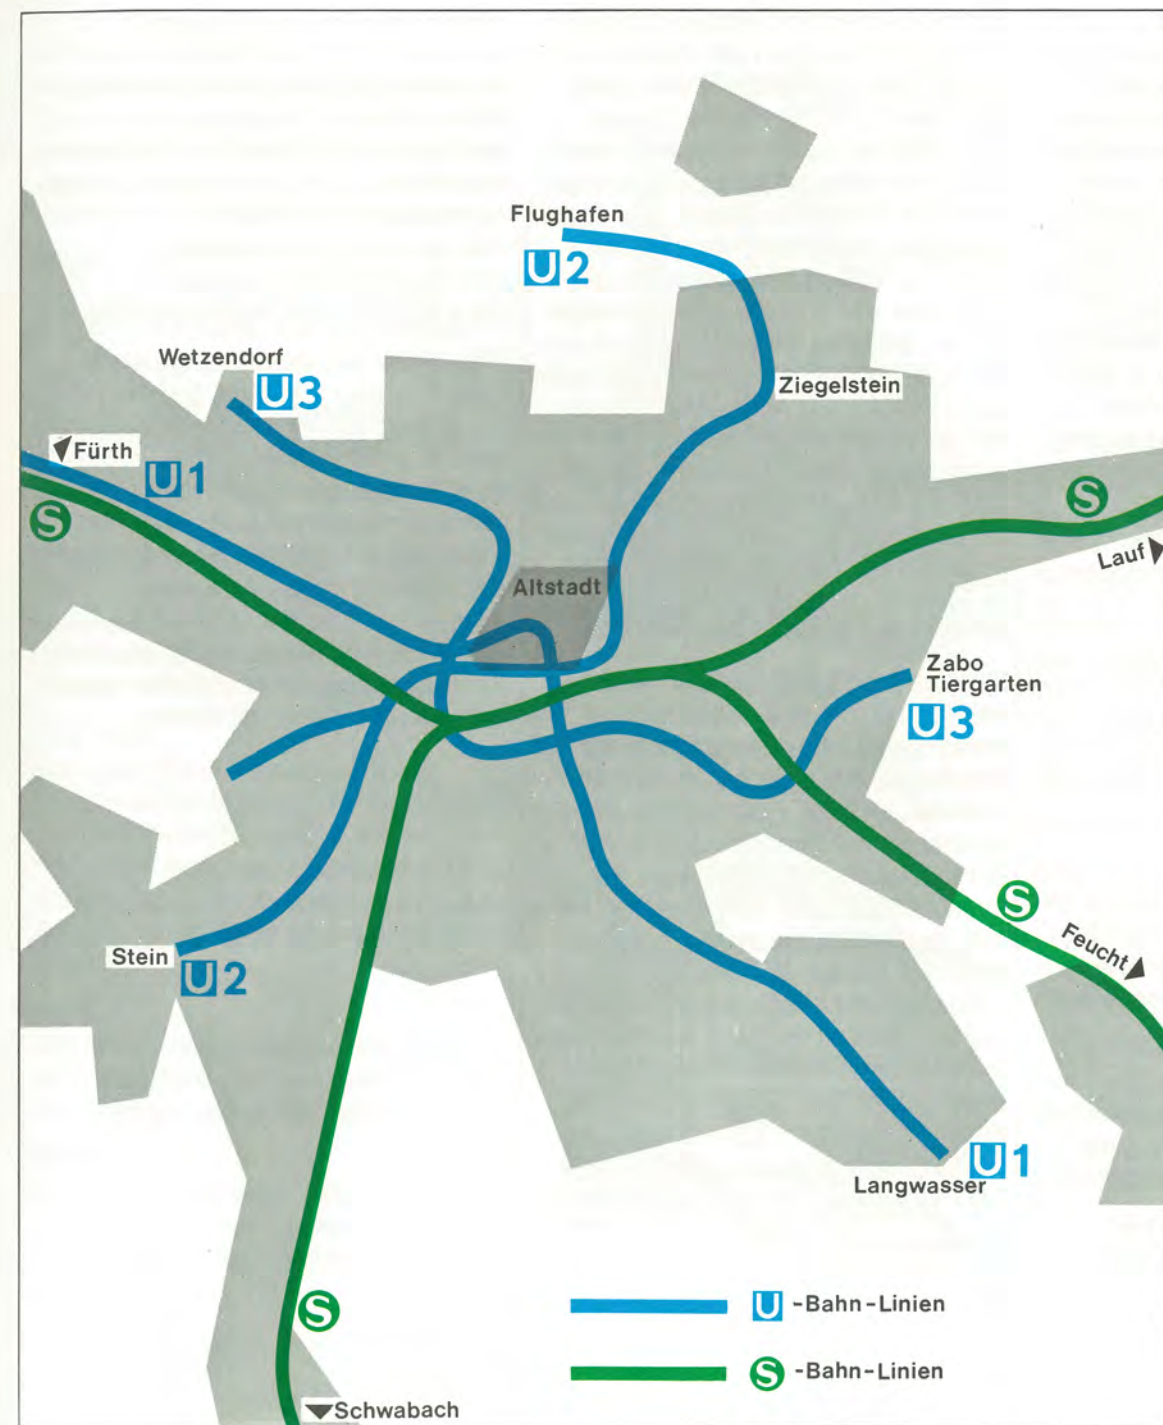 Flughafen
U2
Wetzendorf
U3
Ziegelstein
Fürth
U1
S
S
Lauf
Altstadt
Zabo
Tiergarten
U3
S
Feucht
Stein
U2
U1
Langwasser
S
U -Bahn-Linien
S -Bahn-Linien
Schwabach